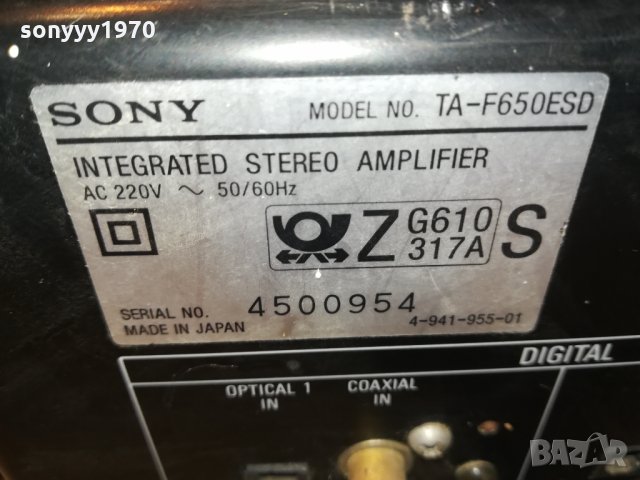 sonyyy1970
SONY MODEL NO. TA-F650ESD
INTEGRATED STEREO AMPLIFIER
AC 220V ～ 50/60Hz
Z G610 S
317A
SERIAL NO. 4500954
MADE IN JAPAN 4-941-955-01
DIGITAL
OPTICAL 1 COAXIAL
IN IN
BAZAR